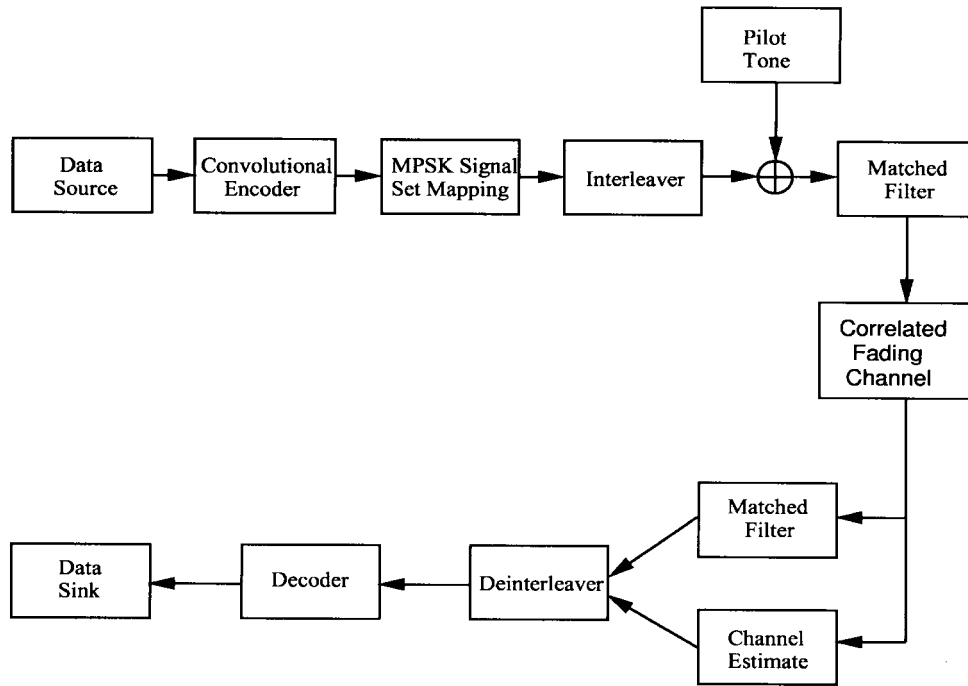 Pilot
Tone
Data
Source
Convolutional
Encoder
MPSK Signal
Set Mapping
Interleaver
Matched
Filter
Correlated
Fading
Channel
Matched
Filter
Data
Sink
Decoder
Deinterleaver
Channel
Estimate